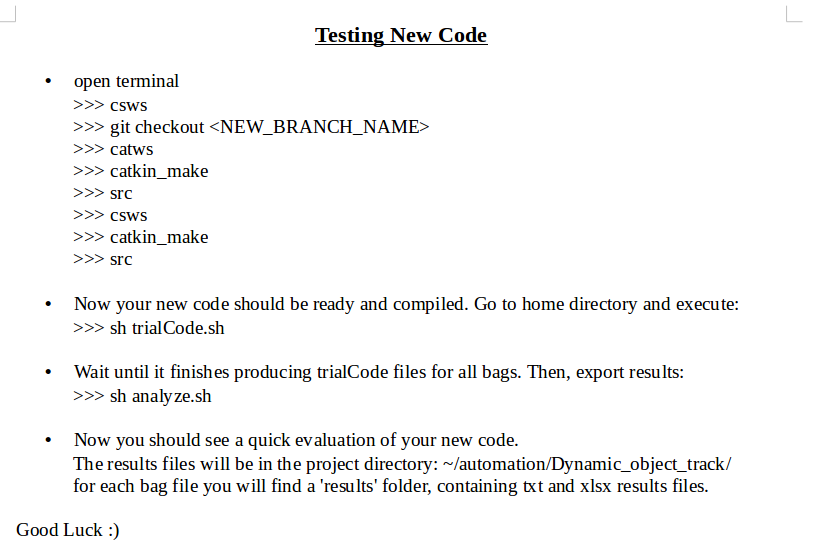 Testing New Code
• open terminal
>>> csws
>>> git checkout <NEW_BRANCH_NAME>
>>> catws
>>> catkin_make
>>> src
>>> csws
>>> catkin_make
>>> src
• Now your new code should be ready and compiled. Go to home directory and execute:
>>> sh trialCode.sh
• Wait until it finishes producing trialCode files for all bags. Then, export results:
>>> sh analyze.sh
• Now you should see a quick evaluation of your new code.
The results files will be in the project directory: ~/automation/Dynamic_object_track/
for each bag file you will find a 'results' folder, containing txt and xlsx results files.
Good Luck :)